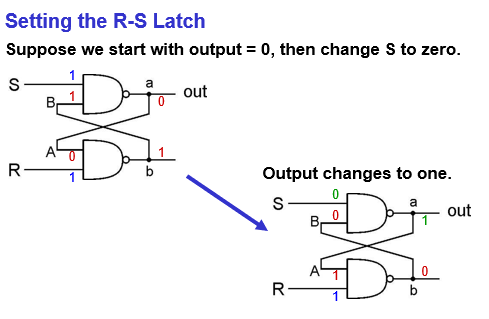 Setting the R-S Latch
Suppose we start with output = 0, then change S to zero.
S 1 a out
B 1 0
A 0 1
R 1 b
Output changes to one.
S 0 a out
B 0 1
A 1 0
R 1 b